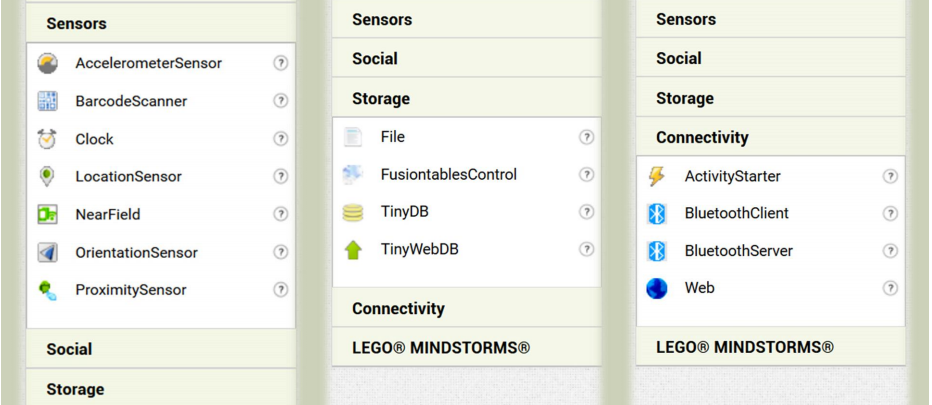 Sensors
AccelerometerSensor ?
BarcodeScanner ?
Clock ?
LocationSensor ?
NearField ?
OrientationSensor ?
ProximitySensor ?
Social
Storage
Sensors
Social
Storage
File ?
FusiontablesControl ?
TinyDB ?
TinyWebDB ?
Connectivity
LEGO® MINDSTORMS®
Sensors
Social
Storage
Connectivity
ActivityStarter ?
BluetoothClient ?
BluetoothServer ?
Web ?
LEGO® MINDSTORMS®